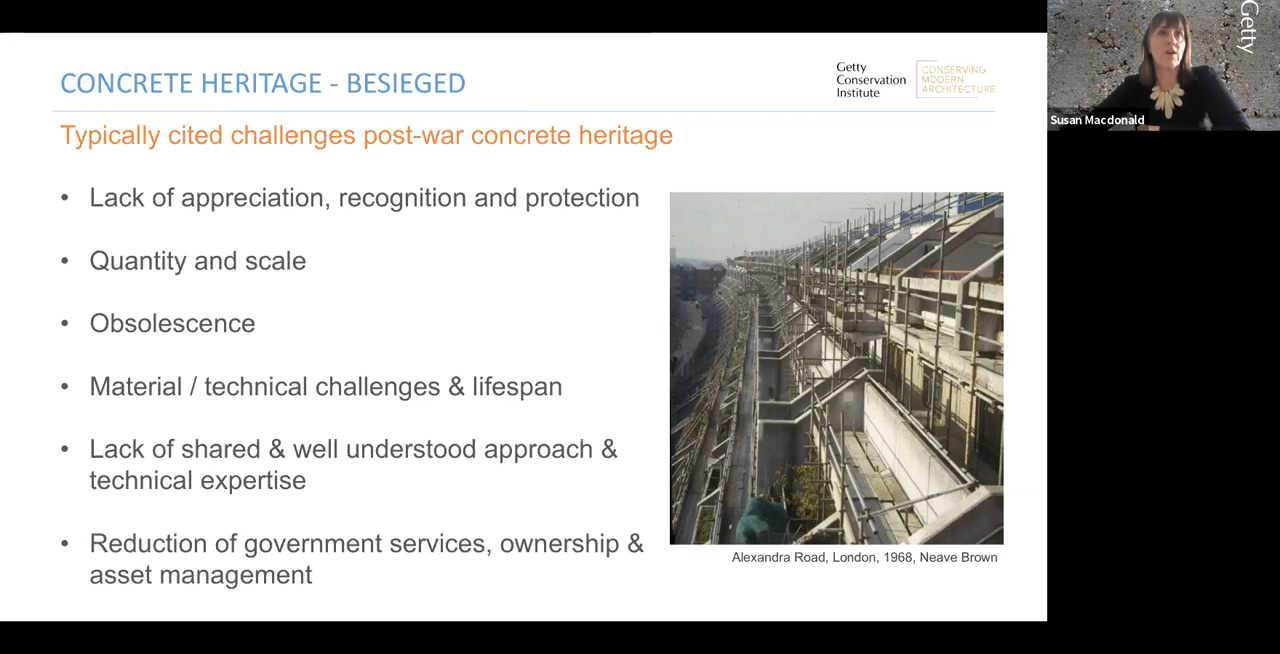 CONCRETE HERITAGE - BESIEGED
Getty
Conservation
Institute
CONSERVING
MODERN
ARCHITECTURE
Typically cited challenges post-war concrete heritage
• Lack of appreciation, recognition and protection
• Quantity and scale
• Obsolescence
• Material / technical challenges & lifespan
• Lack of shared & well understood approach &
technical expertise
• Reduction of government services, ownership &
asset management
Alexandra Road, London, 1968, Neave Brown
Getty
Susan Macdonald